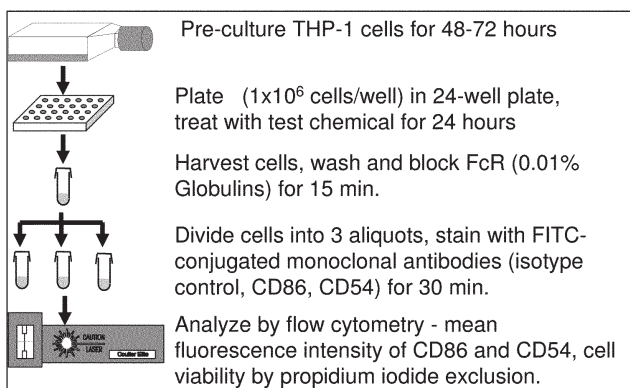 Pre-culture THP-1 cells for 48-72 hours
Plate (1x10⁶ cells/well) in 24-well plate,
treat with test chemical for 24 hours
Harvest cells, wash and block FcR (0.01%
Globulins) for 15 min.
Divide cells into 3 aliquots, stain with FITC-
conjugated monoclonal antibodies (isotype
control, CD86, CD54) for 30 min.
CAUTION
LASER
Coulter Elite
Analyze by flow cytometry - mean
fluorescence intensity of CD86 and CD54, cell
viability by propidium iodide exclusion.